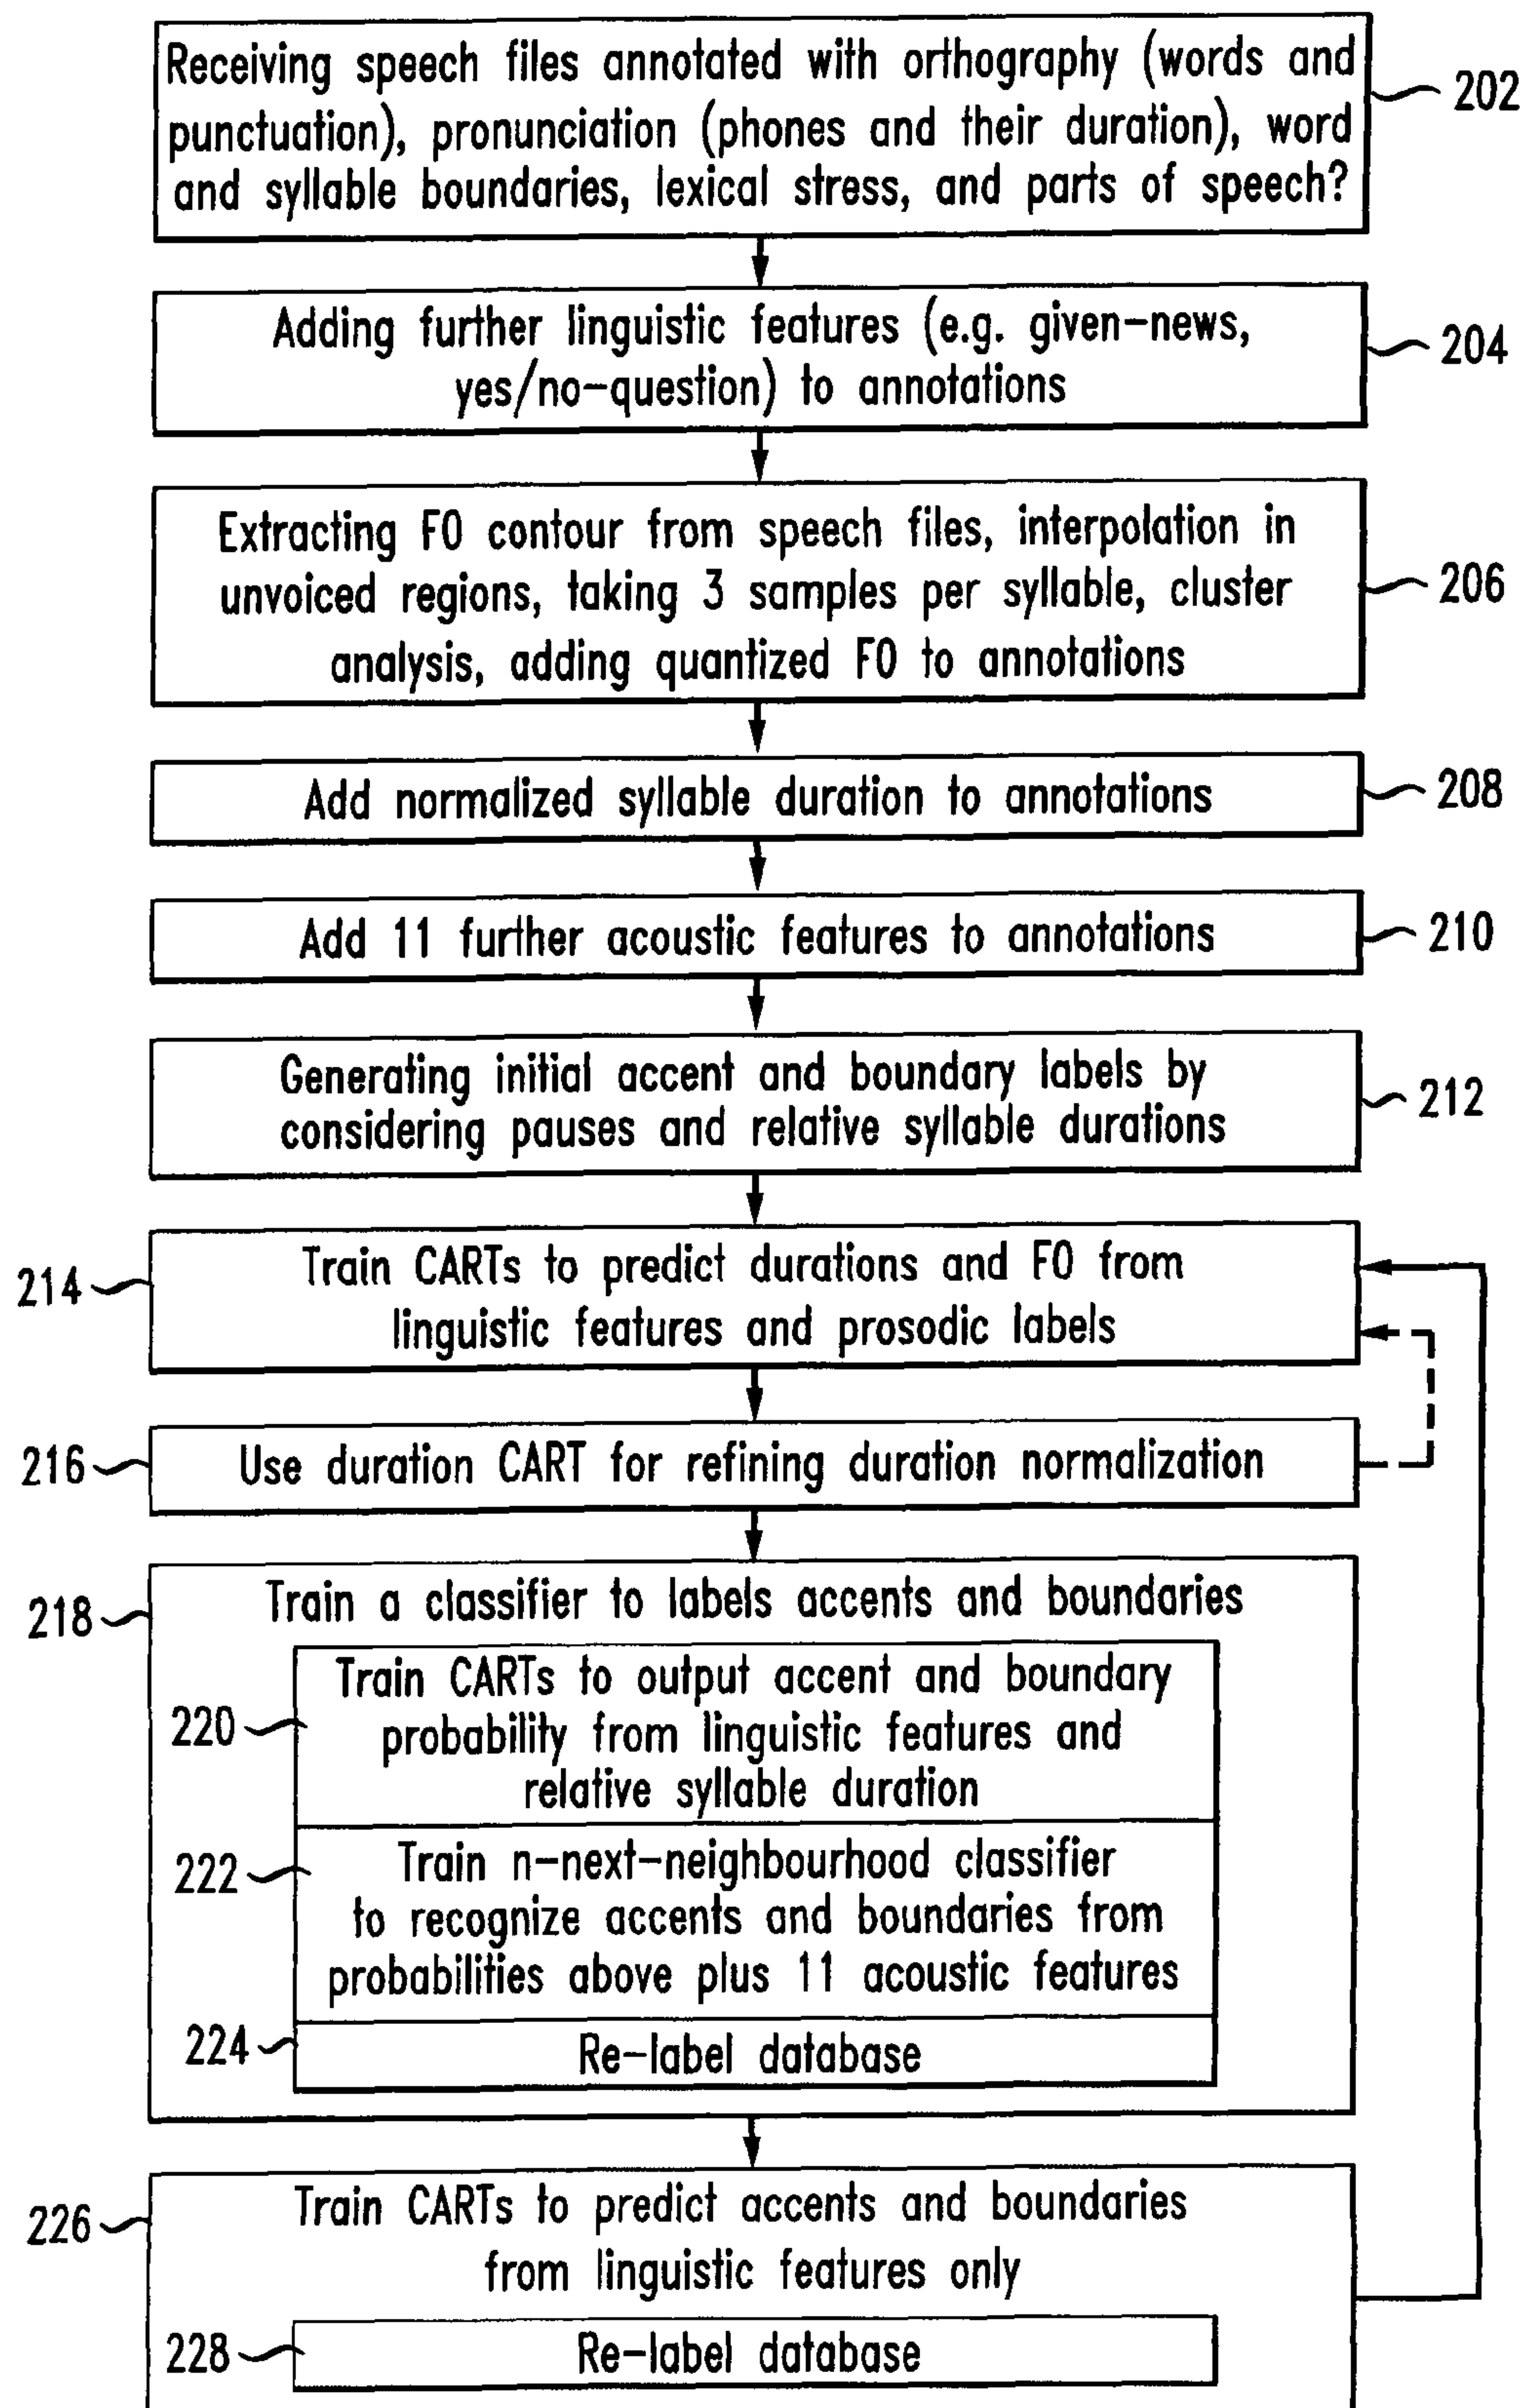 Receiving speech files annotated with orthography (words and
punctuation), pronunciation (phones and their duration), word
and syllable boundaries, lexical stress, and parts of speech?
202
Adding further linguistic features (e.g. given-news,
yes/no-question) to annotations
204
Extracting F0 contour from speech files, interpolation in
unvoiced regions, taking 3 samples per syllable, cluster
analysis, adding quantized F0 to annotations
206
Add normalized syllable duration to annotations
208
Add 11 further acoustic features to annotations
210
Generating initial accent and boundary labels by
considering pauses and relative syllable durations
212
214
Train CARTs to predict durations and F0 from
linguistic features and prosodic labels
216
Use duration CART for refining duration normalization
218
Train a classifier to labels accents and boundaries
220
Train CARTs to output accent and boundary
probability from linguistic features and
relative syllable duration
222
Train n-next-neighbourhood classifier
to recognize accents and boundaries from
probabilities above plus 11 acoustic features
224
Re-label database
226
Train CARTs to predict accents and boundaries
from linguistic features only
228
Re-label database